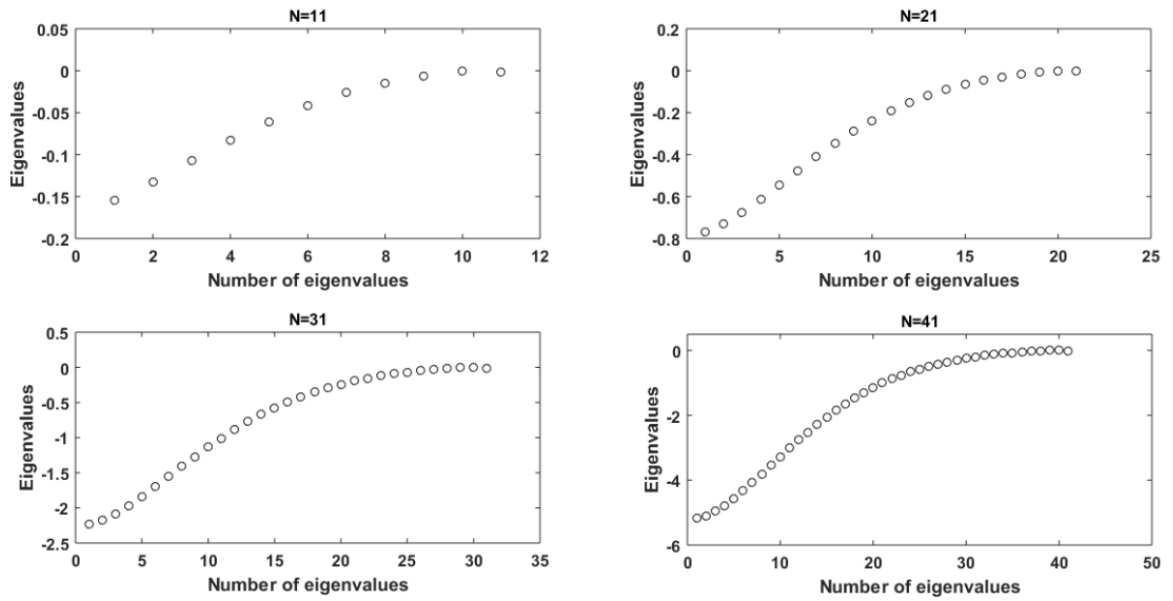 N=11
0.05
0
-0.05
-0.1
-0.15
-0.2
Eigenvalues
0 2 4 6 8 10 12
Number of eigenvalues
N=21
0.2
0
-0.2
-0.4
-0.6
-0.8
Eigenvalues
0 5 10 15 20 25
Number of eigenvalues
N=31
0.5
0
-0.5
-1
-1.5
-2
-2.5
Eigenvalues
0 5 10 15 20 25 30 35
Number of eigenvalues
N=41
0
-2
-4
-6
Eigenvalues
0 10 20 30 40 50
Number of eigenvalues